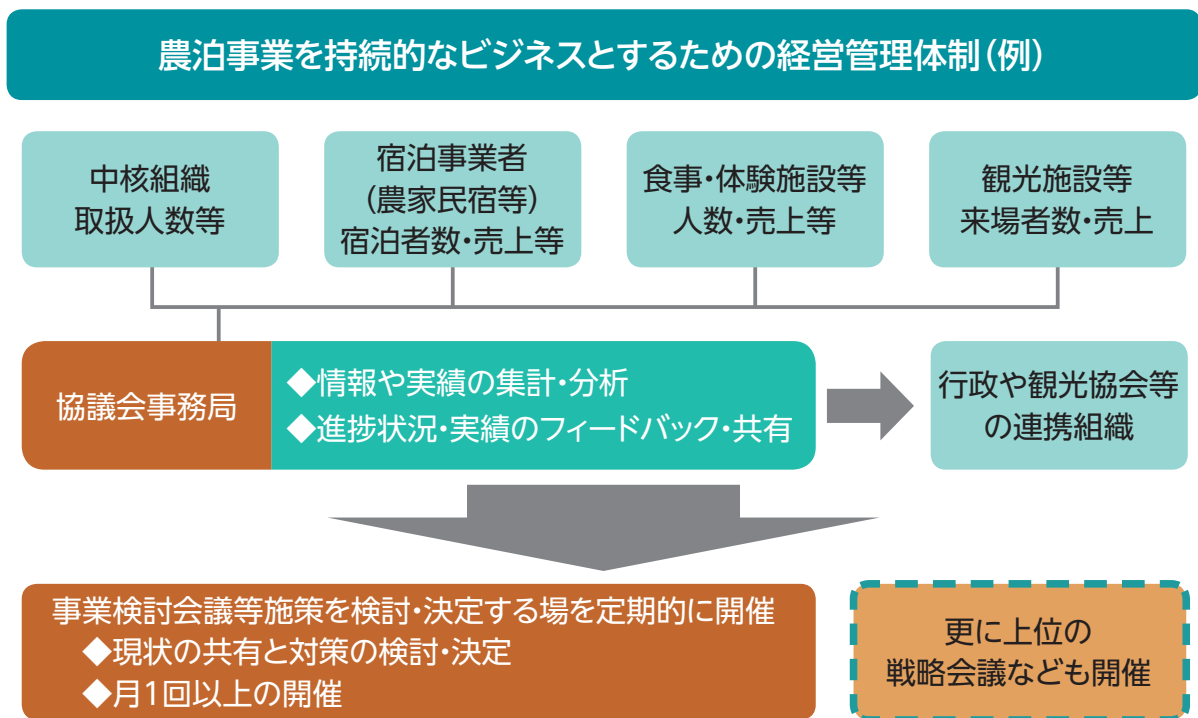 農泊事業を持続的なビジネスとするための経営管理体制(例)
中核組織
取扱人数等
宿泊事業者
(農家民宿等)
宿泊者数・売上等
食事・体験施設等
人数・売上等
観光施設等
来場者数・売上
協議会事務局
◆情報や実績の集計・分析
◆進捗状況・実績のフィードバック・共有
行政や観光協会等
の連携組織
事業検討会議等施策を検討・決定する場を定期的に開催
◆現状の共有と対策の検討・決定
◆月1回以上の開催
更に上位の
戦略会議なども開催